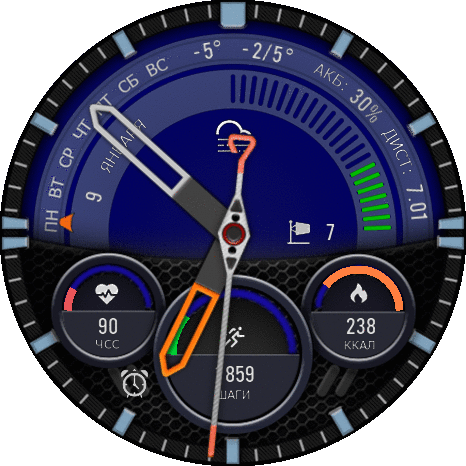 -5° -2/5°
ПН ВТ СР ЧТ ПТ СБ ВС
АКБ: 30%
ДИСТ: 7.01
9 ЯНВАРЯ
7
90
ЧСС
859
ШАГИ
238
ККАЛ